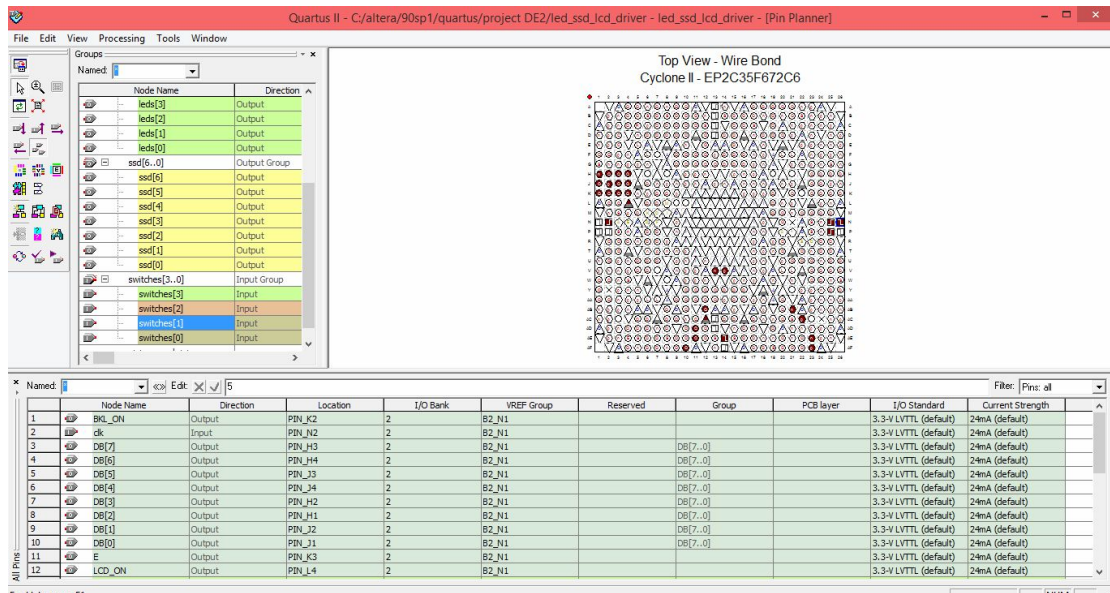 Quartus II - C:/altera/90sp1/quartus/project DE2/led_ssd_lcd_driver - led_ssd_lcd_driver - [Pin Planner]
File Edit View Processing Tools Window
Groups
Named: *
Node Name Direction
leds[3] Output
leds[2] Output
leds[1] Output
leds[0] Output
ssd[6..0] Output Group
ssd[6] Output
ssd[5] Output
ssd[4] Output
ssd[3] Output
ssd[2] Output
ssd[1] Output
ssd[0] Output
switches[3..0] Input Group
switches[3] Input
switches[2] Input
switches[1] Input
switches[0] Input
Top View - Wire Bond
Cyclone II - EP2C35F672C6
Named: * Edit: 5 Filter: Pins: all
Node Name Direction Location I/O Bank VREF Group Reserved Group PCB layer I/O Standard Current Strength
1 BKL_ON Output PIN_K2 2 B2_N1 3.3-V LVTTL (default) 24mA (default)
2 clk Input PIN_N2 2 B2_N1 3.3-V LVTTL (default) 24mA (default)
3 DB[7] Output PIN_H3 2 B2_N1 DB[7..0] 3.3-V LVTTL (default) 24mA (default)
4 DB[6] Output PIN_H4 2 B2_N1 DB[7..0] 3.3-V LVTTL (default) 24mA (default)
5 DB[5] Output PIN_J3 2 B2_N1 DB[7..0] 3.3-V LVTTL (default) 24mA (default)
6 DB[4] Output PIN_J4 2 B2_N1 DB[7..0] 3.3-V LVTTL (default) 24mA (default)
7 DB[3] Output PIN_H2 2 B2_N1 DB[7..0] 3.3-V LVTTL (default) 24mA (default)
8 DB[2] Output PIN_H1 2 B2_N1 DB[7..0] 3.3-V LVTTL (default) 24mA (default)
9 DB[1] Output PIN_J2 2 B2_N1 DB[7..0] 3.3-V LVTTL (default) 24mA (default)
10 DB[0] Output PIN_J1 2 B2_N1 DB[7..0] 3.3-V LVTTL (default) 24mA (default)
11 E Output PIN_K3 2 B2_N1 3.3-V LVTTL (default) 24mA (default)
12 LCD_ON Output PIN_L4 2 B2_N1 3.3-V LVTTL (default) 24mA (default)
All Pins